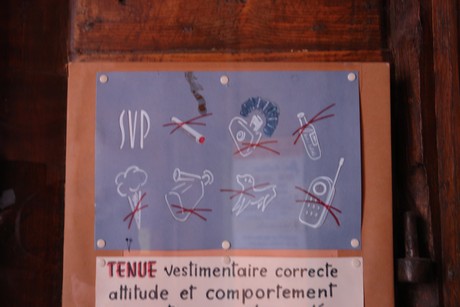 SVP
TENUE vestimentaire correcte
attitude et comportement